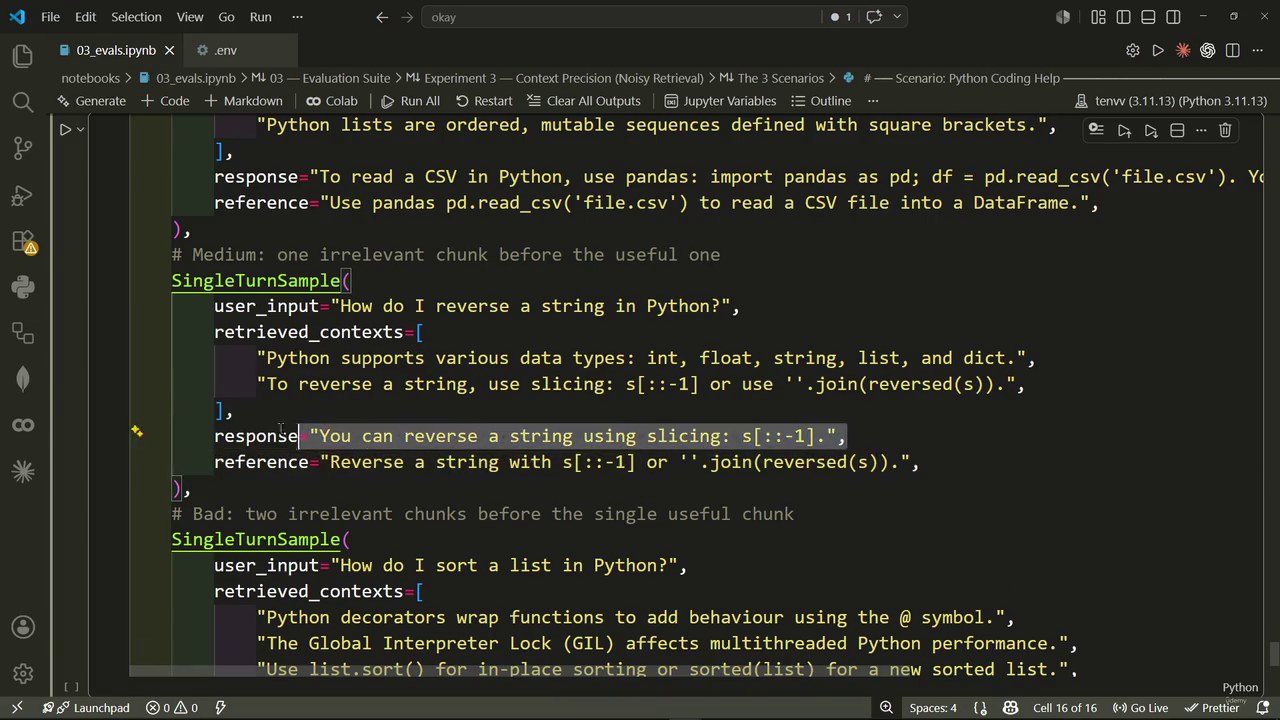 File Edit Selection View Go Run ··· okay 1
03_evals.ipynb .env
notebooks > 03_evals.ipynb > 03 — Evaluation Suite > Experiment 3 — Context Precision (Noisy Retrieval) > The 3 Scenarios > # —— Scenario: Python Coding Help
Generate + Code + Markdown Colab Run All Restart Clear All Outputs Jupyter Variables Outline ··· tenvv (3.11.13) (Python 3.11.13)
"Python lists are ordered, mutable sequences defined with square brackets.",
],
response="To read a CSV in Python, use pandas: import pandas as pd; df = pd.read_csv('file.csv'). Yo
reference="Use pandas pd.read_csv('file.csv') to read a CSV file into a DataFrame.",
),
# Medium: one irrelevant chunk before the useful one
SingleTurnSample(
user_input="How do I reverse a string in Python?",
retrieved_contexts=[
"Python supports various data types: int, float, string, list, and dict.",
"To reverse a string, use slicing: s[::-1] or use ''.join(reversed(s)).",
],
response="You can reverse a string using slicing: s[::-1].",
reference="Reverse a string with s[::-1] or ''.join(reversed(s)).",
),
# Bad: two irrelevant chunks before the single useful chunk
SingleTurnSample(
user_input="How do I sort a list in Python?",
retrieved_contexts=[
"Python decorators wrap functions to add behaviour using the @ symbol.",
"The Global Interpreter Lock (GIL) affects multithreaded Python performance.",
"Use list.sort() for in-place sorting or sorted(list) for a new sorted list.",
[ ]
Python
Launchpad 0 0 Spaces: 4 {} Cell 16 of 16 Go Live Prettier
udemy